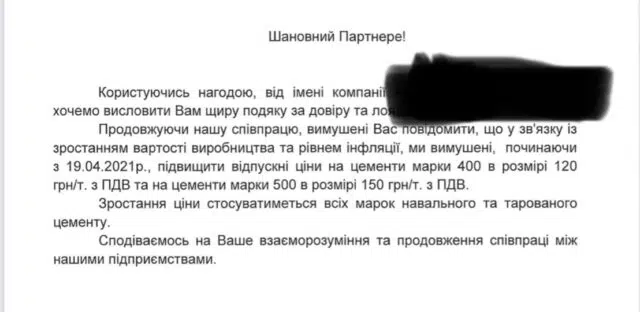 Шановний Партнере!
Користуючись нагодою, від імені компанії
хочемо висловити Вам щиру подяку за довіру та
Продовжуючи нашу співпрацю, вимушені Вас повідомити, що у зв'язку із
зростанням вартості виробництва та рівнем інфляції, ми вимушені, починаючи
з 19.04.2021р., підвищити відпускні ціни на цементи марки 400 в розмірі 120
грн/т. з ПДВ та на цементи марки 500 в розмірі 150 грн/т. з ПДВ.
Зростання ціни стосуватиметься всіх марок навального та тарованого
цементу.
Сподіваємось на Ваше взаєморозуміння та продовження співпраці між
нашими підприємствами.